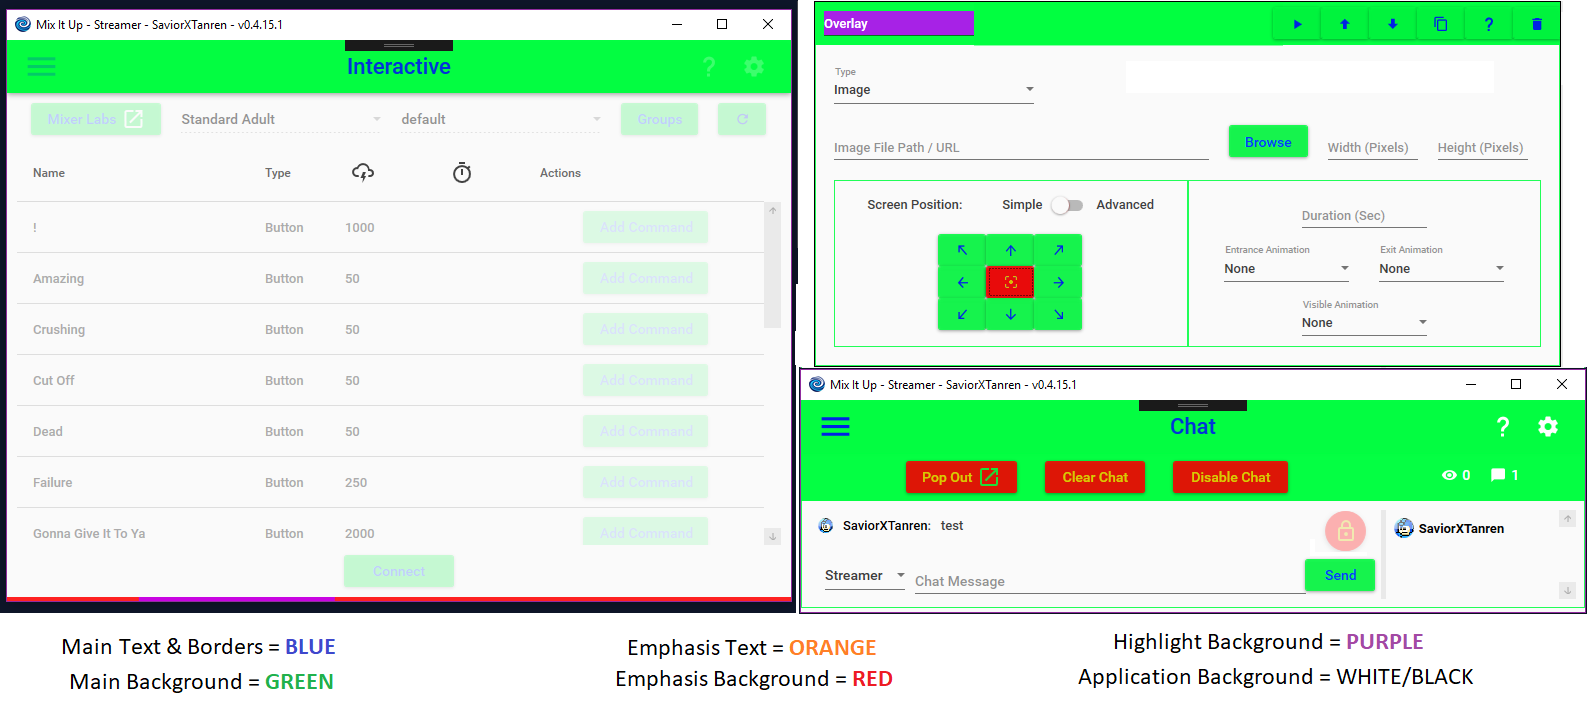 Mix It Up - Streamer - SaviorXTanren - v0.4.15.1
Interactive
?
Mixer Labs
Standard Adult
default
Groups
Name Type Actions
! Button 1000 Add Command
Amazing Button 50 Add Command
Crushing Button 50 Add Command
Cut Off Button 50 Add Command
Dead Button 50 Add Command
Failure Button 250 Add Command
Gonna Give It To Ya Button 2000 Add Command
Connect
Overlay
?
Type
Image
Image File Path / URL
Browse
Width (Pixels)
Height (Pixels)
Screen Position: Simple Advanced
Duration (Sec)
Entrance Animation
None
Exit Animation
None
Visible Animation
None
Mix It Up - Streamer - SaviorXTanren - v0.4.15.1
Chat
?
Pop Out
Clear Chat
Disable Chat
0
1
SaviorXTanren: test
SaviorXTanren
Streamer
Chat Message
Send
Main Text & Borders = BLUE
Main Background = GREEN
Emphasis Text = ORANGE
Emphasis Background = RED
Highlight Background = PURPLE
Application Background = WHITE/BLACK